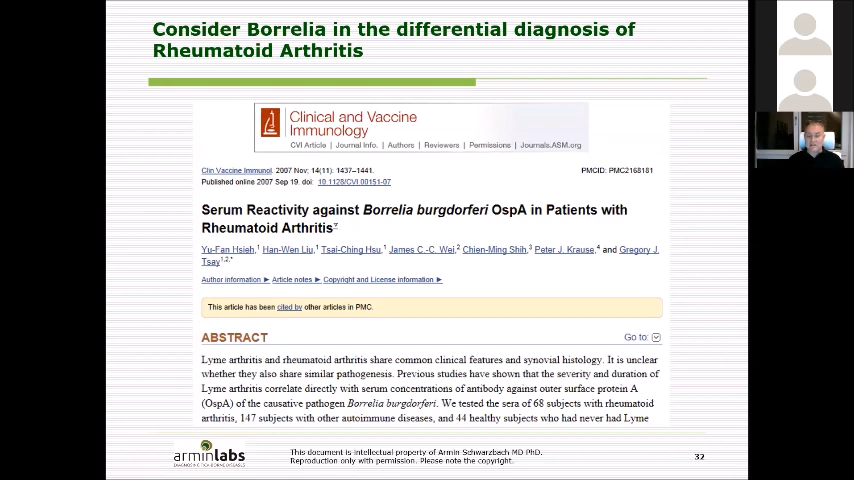 Consider Borrelia in the differential diagnosis of
Rheumatoid Arthritis
Clinical and Vaccine
Immunology
CVI Article | Journal Info. | Authors | Reviewers | Permissions | Journals.ASM.org
Clin Vaccine Immunol. 2007 Nov; 14(11): 1437–1441.
PMCID: PMC2168181
Published online 2007 Sep 19. doi: 10.1128/CVI.00151-07
Serum Reactivity against Borrelia burgdorferi OspA in Patients with
Rheumatoid Arthritis
Yu-Fan Hsieh,1 Han-Wen Liu,1 Tsai-Ching Hsu,1 James C.-C. Wei,2 Chien-Ming Shih,3 Peter J. Krause,4 and Gregory J.
Tsay1,2,*
Author information ► Article notes ► Copyright and License information ►
This article has been cited by other articles in PMC.
ABSTRACT
Go to:
Lyme arthritis and rheumatoid arthritis share common clinical features and synovial histology. It is unclear
whether they also share similar pathogenesis. Previous studies have shown that the severity and duration of
Lyme arthritis correlate directly with serum concentrations of antibody against outer surface protein A
(OspA) of the causative pathogen Borrelia burgdorferi. We tested the sera of 68 subjects with rheumatoid
arthritis, 147 subjects with other autoimmune diseases, and 44 healthy subjects who had never had Lyme
arminlabs
DIAGNOSING TICK-BORNE DISEASES
This document is intellectual property of Armin Schwarzbach MD PhD.
Reproduction only with permission. Please note the copyright.
32